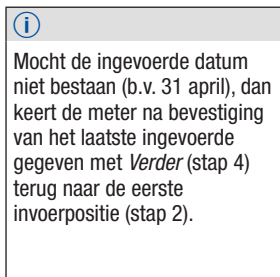 i
Mocht de ingevoerde datum
niet bestaan (b.v. 31 april), dan
keert de meter na bevestiging
van het laatste ingevoerde
gegeven met Verder (stap 4)
terug naar de eerste
invoerpositie (stap 2).